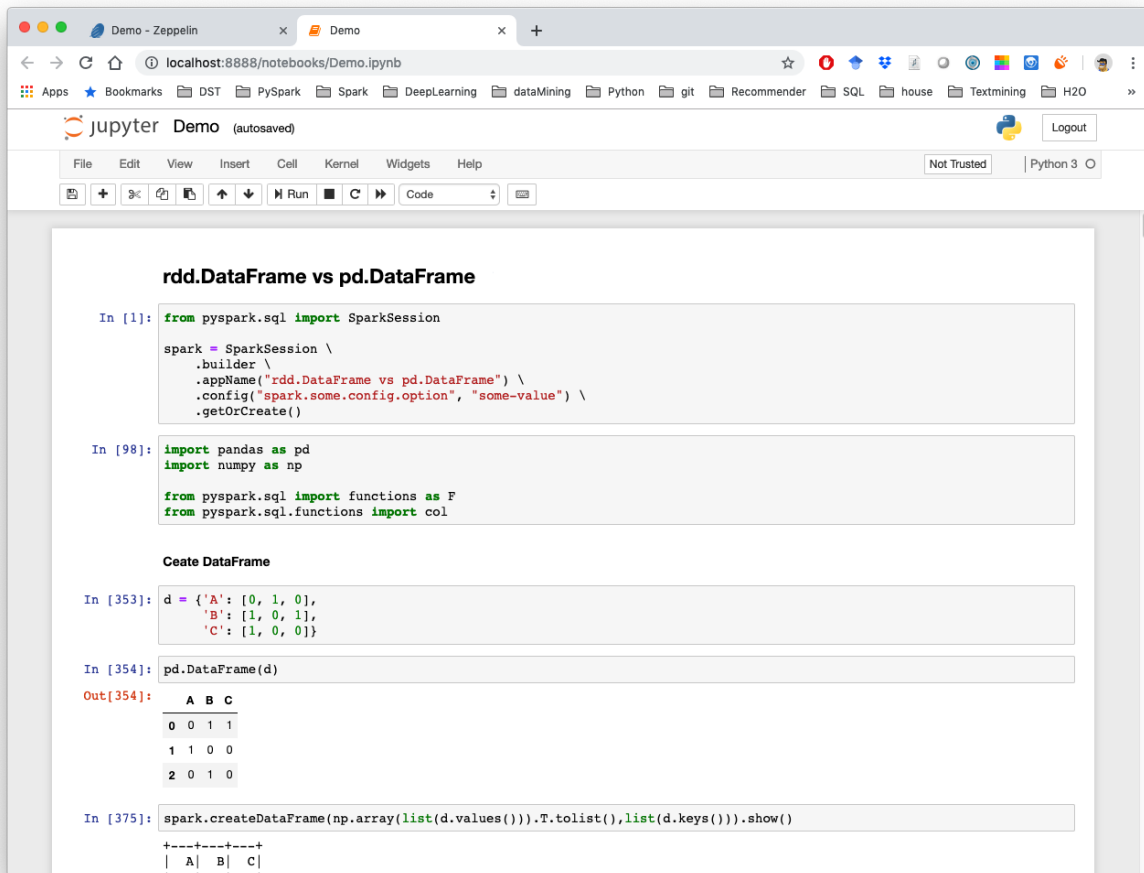 Demo - Zeppelin
Demo
localhost:8888/notebooks/Demo.ipynb
Apps Bookmarks DST PySpark Spark DeepLearning dataMining Python git Recommender SQL house Textmining H2O »
jupyter Demo (autosaved) Logout
File Edit View Insert Cell Kernel Widgets Help Not Trusted Python 3
Run Code
rdd.DataFrame vs pd.DataFrame
In [1]: from pyspark.sql import SparkSession
spark = SparkSession \
.builder \
.appName("rdd.DataFrame vs pd.DataFrame") \
.config("spark.some.config.option", "some-value") \
.getOrCreate()
In [98]: import pandas as pd
import numpy as np
from pyspark.sql import functions as F
from pyspark.sql.functions import col
Ceate DataFrame
In [353]: d = {'A': [0, 1, 0],
'B': [1, 0, 1],
'C': [1, 0, 0]}
In [354]: pd.DataFrame(d)
Out[354]:
A B C
0 0 1 1
1 1 0 0
2 0 1 0
In [375]: spark.createDataFrame(np.array(list(d.values())).T.tolist(),list(d.keys())).show()
+---+---+---+
| A| B| C|